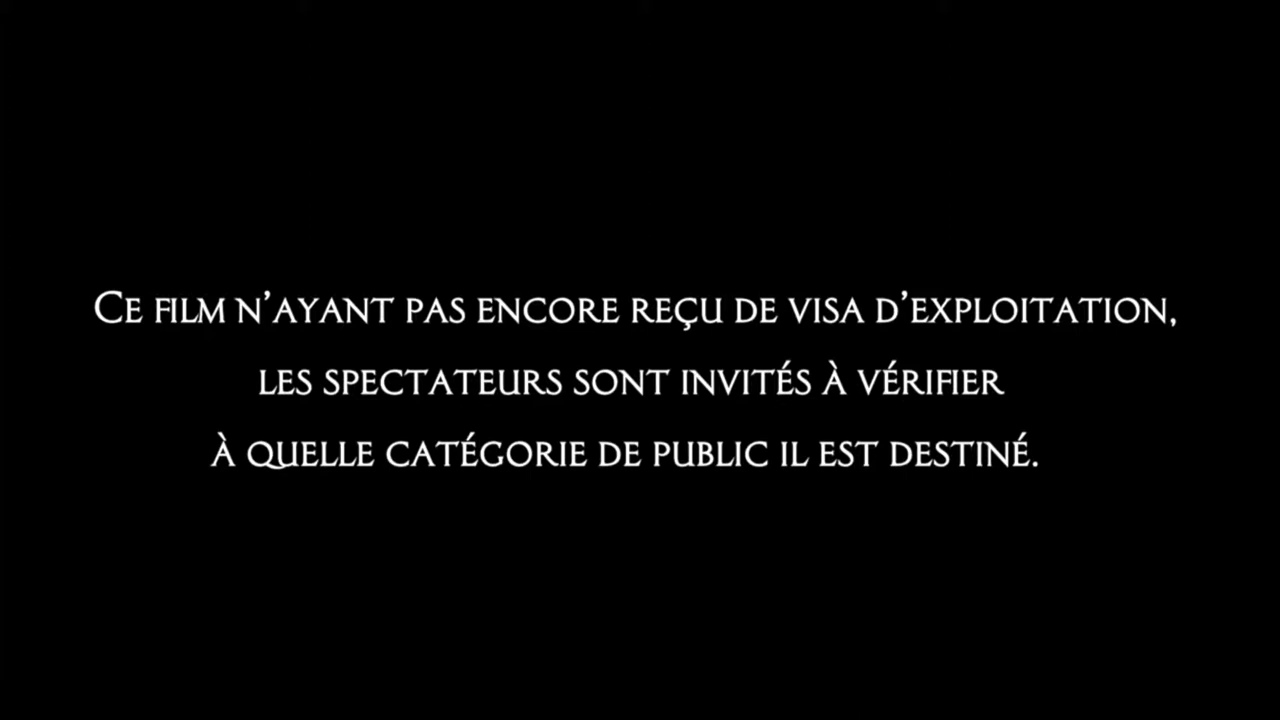 Ce film n’ayant pas encore reçu de visa d’exploitation,
les spectateurs sont invités à vérifier
à quelle catégorie de public il est destiné.